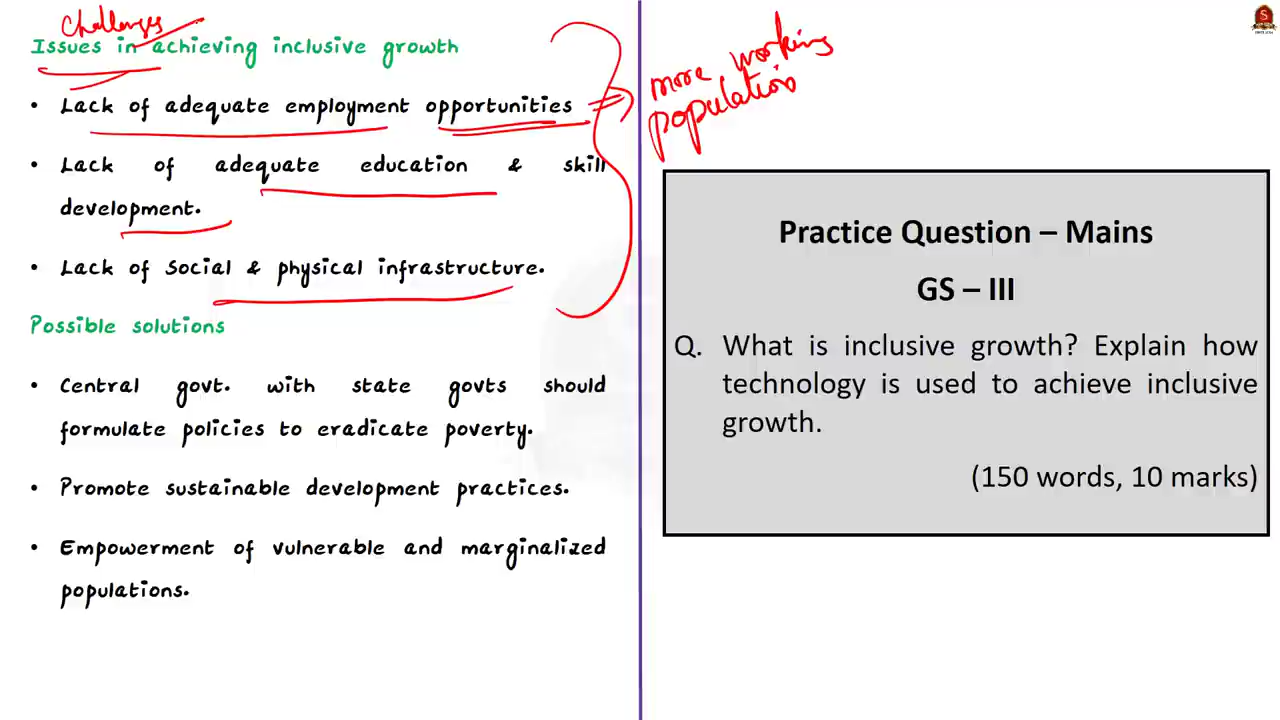 Challenges
Issues in achieving inclusive growth
• Lack of adequate employment opportunities
• Lack of adequate education & skill
development.
• Lack of Social & physical infrastructure.
Possible solutions
• Central govt. with state govts should
formulate policies to eradicate poverty.
• Promote sustainable development practices.
• Empowerment of vulnerable and marginalized
populations.
more working
population
Practice Question – Mains
GS – III
Q. What is inclusive growth? Explain how
technology is used to achieve inclusive
growth.
(150 words, 10 marks)
S